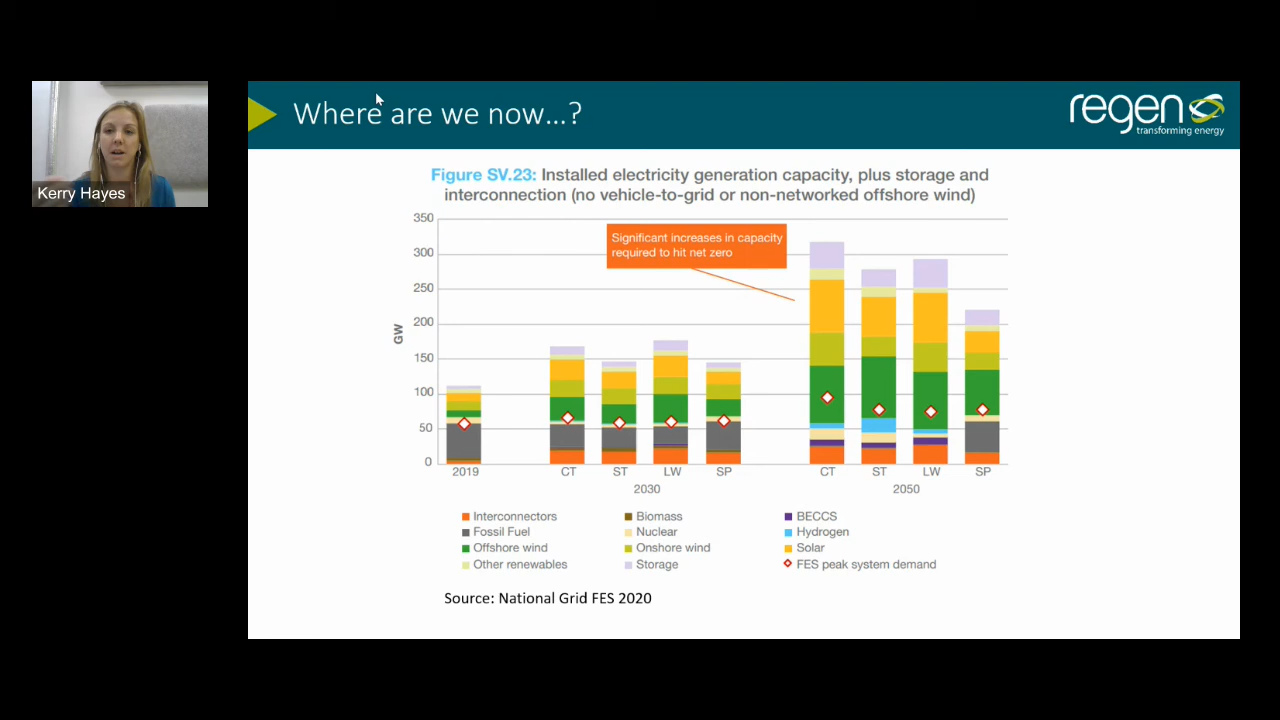 Kerry Hayes
Where are we now...?
regen
transforming energy
Figure SV.23: Installed electricity generation capacity, plus storage and
interconnection (no vehicle-to-grid or non-networked offshore wind)
GW
350
300
250
200
150
100
50
0
Significant increases in capacity
required to hit net zero
2019 CT ST LW SP CT ST LW SP
2030 2050
Interconnectors Biomass BECCS
Fossil Fuel Nuclear Hydrogen
Offshore wind Onshore wind Solar
Other renewables Storage FES peak system demand
Source: National Grid FES 2020